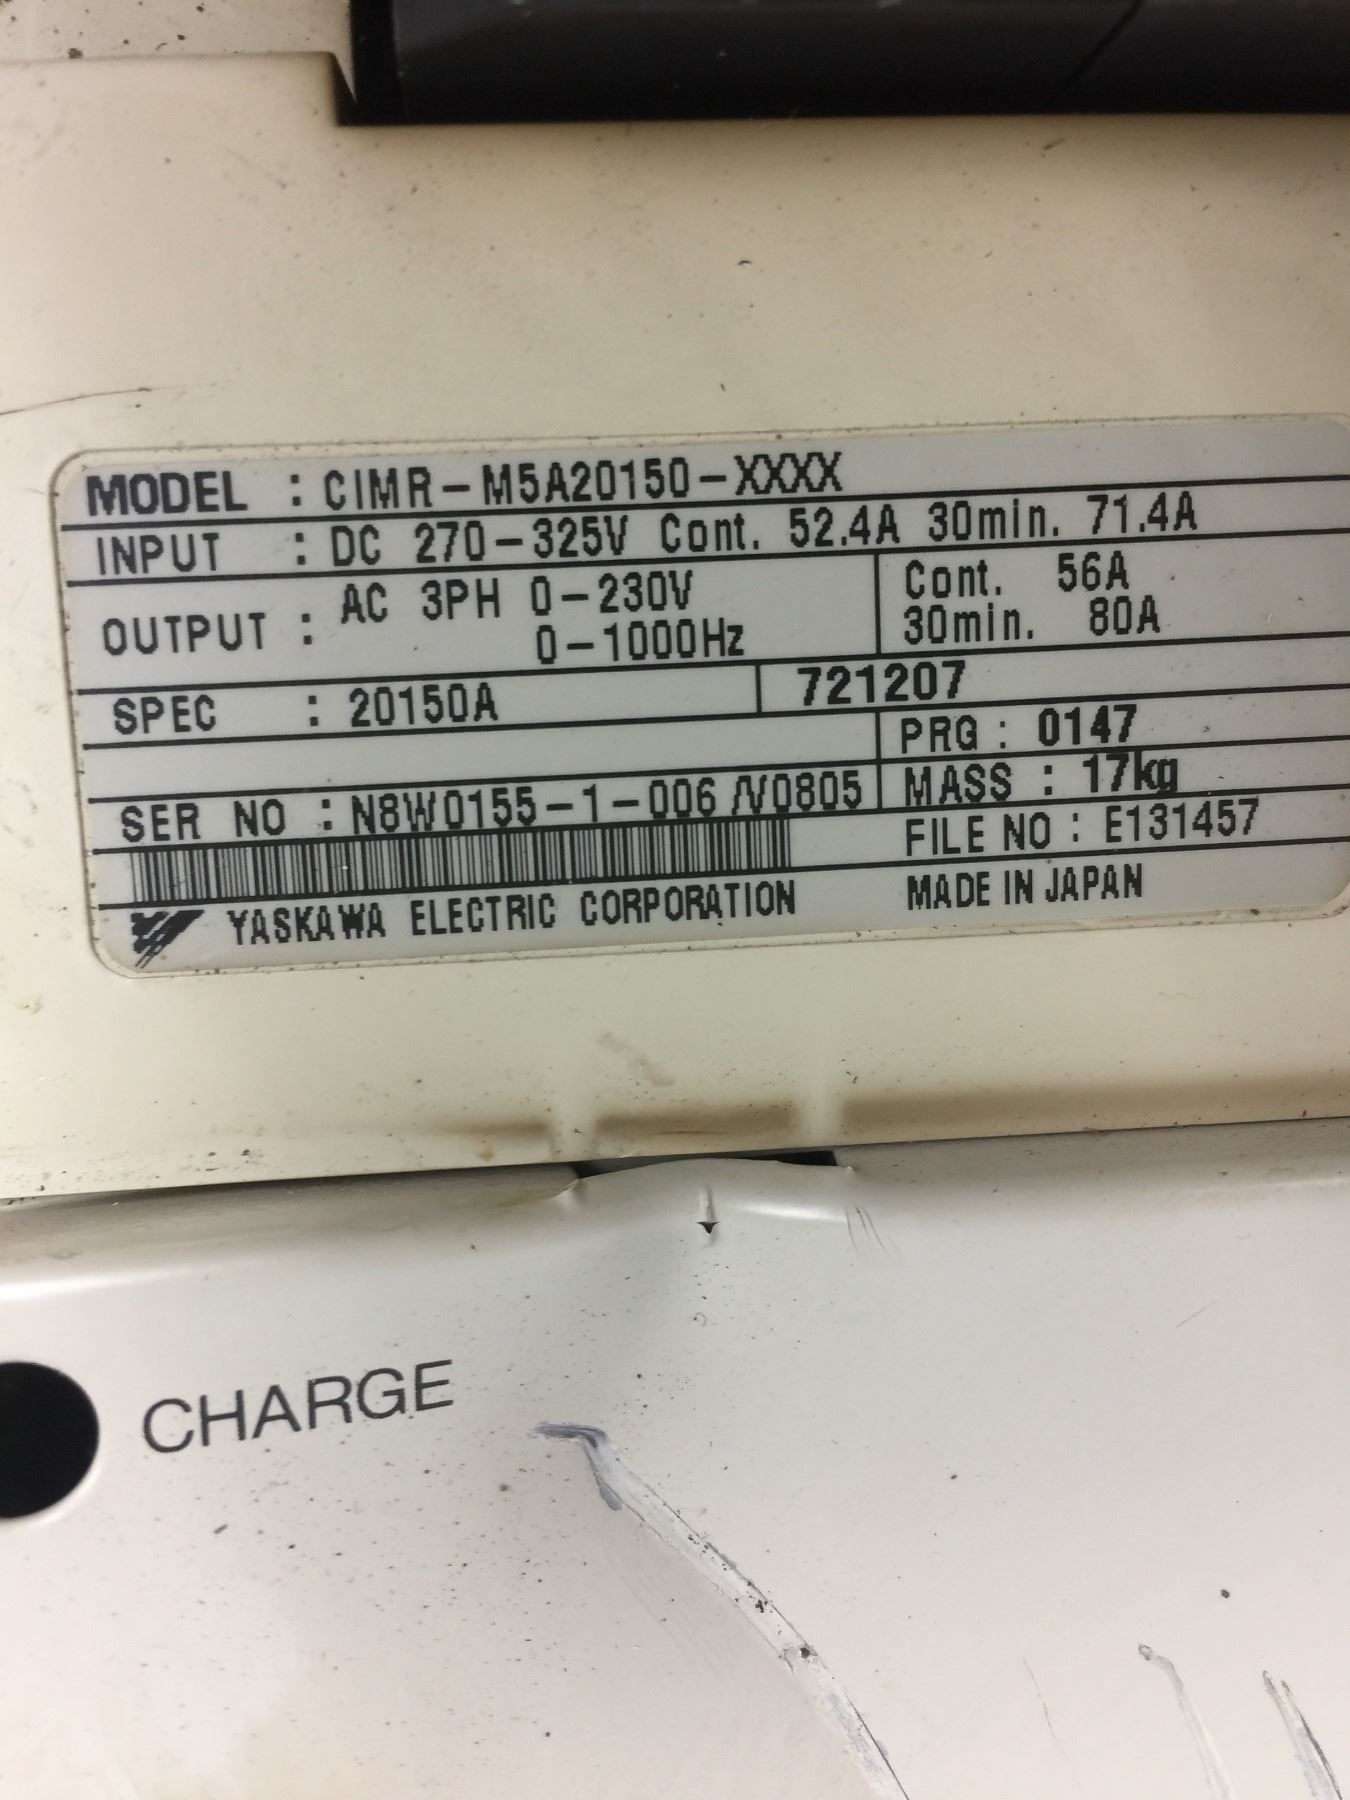 MODEL : CIMR-M5A20150-XXXX
INPUT : DC 270-325V Cont. 52.4A 30min. 71.4A
OUTPUT : AC 3PH 0-230V Cont. 56A
0-1000Hz 30min. 80A
SPEC : 20150A 721207
PRG : 0147
SER NO : N8W0155-1-006 /V0805 MASS : 17kg
FILE NO : E131457
YASKAWA ELECTRIC CORPORATION MADE IN JAPAN
CHARGE